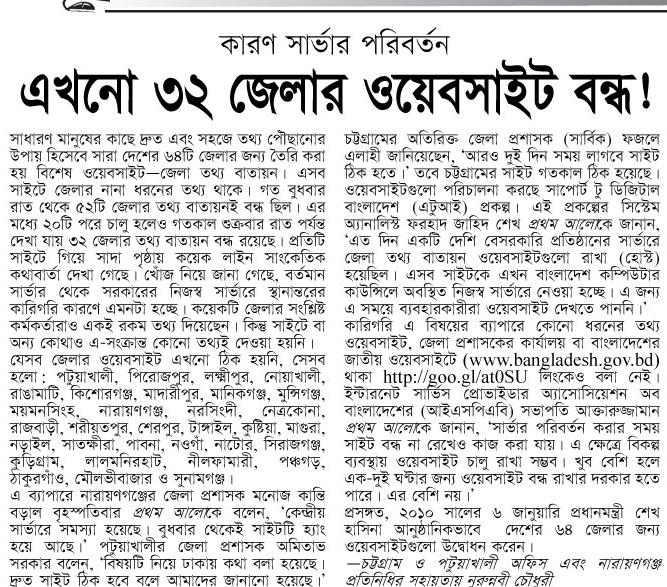 কারণ সার্ভার পরিবর্তন
এখনো ৩২ জেলার ওয়েবসাইট বন্ধ!
সাধারণ মানুষের কাছে দ্রুত এবং সহজে তথ্য পৌছানোর
উপায় হিসেবে সারা দেশের ৬৪টি জেলার জন্য তৈরি করা
হয় বিশেষ ওয়েবসাইট—জেলা তথ্য বাতায়ন। এসব
সাইটে জেলার নানা ধরনের তথ্য থাকে। গত বুধবার
রাত থেকে ৫২টি জেলার তথ্য বাতায়নই বন্ধ ছিল। এর
মধ্যে ২০টি পরে চালু হলেও গতকাল শুক্রবার রাত পর্যন্ত
দেখা যায় ৩২ জেলার তথ্য বাতায়ন বন্ধ রয়েছে। প্রতিটি
সাইটে গিয়ে সাদা পৃষ্ঠায় কয়েক লাইন সাংকেতিক
কথাবার্তা দেখা গেছে। খোঁজ নিয়ে জানা গেছে, বর্তমান
সার্ভার থেকে সরকারের নিজস্ব সার্ভারে স্থানান্তরের
কারিগরি কারণে এমনটা হচ্ছে। কয়েকটি জেলার সংশ্লিষ্ট
কর্মকর্তারাও একই রকম তথ্য দিয়েছেন। কিন্তু সাইটে বা
অন্য কোথাও এ-সংক্রান্ত কোনো তথ্যই দেওয়া হয়নি।
যেসব জেলার ওয়েবসাইট এখনো ঠিক হয়নি, সেসব
হলো: পটুয়াখালী, পিরোজপুর, লক্ষ্মীপুর, নোয়াখালী,
রাঙামাটি, কিশোরগঞ্জ, মাদারীপুর, মানিকগঞ্জ, মুন্সিগঞ্জ,
ময়মনসিংহ, নারায়ণগঞ্জ, নরসিংদী, নেত্রকোনা,
রাজবাড়ী, শরীয়তপুর, শেরপুর, টাঙ্গাইল, কুষ্টিয়া, মাগুরা,
নড়াইল, সাতক্ষীরা, পাবনা, নওগাঁ, নাটোর, সিরাজগঞ্জ,
কুড়িগ্রাম, লালমনিরহাট, নীলফামারী, পঞ্চগড়,
ঠাকুরগাঁও, মৌলভীবাজার ও সুনামগঞ্জ।
এ ব্যাপারে নারায়ণগঞ্জের জেলা প্রশাসক মনোজ কান্তি
বড়াল বৃহস্পতিবার প্রথম আলোকে বলেন, ‘কেন্দ্রীয়
সার্ভারে সমস্যা হয়েছে। বুধবার থেকেই সাইটটি হ্যাং
হয়ে আছে।’ পটুয়াখালীর জেলা প্রশাসক অমিতাভ
সরকার বলেন, ‘বিষয়টি নিয়ে ঢাকায় কথা বলা হয়েছে।
দ্রুত সাইট ঠিক হবে বলে আমাদের জানানো হয়েছে।’
চট্টগ্রামের অতিরিক্ত জেলা প্রশাসক (সার্বিক) ফজলে
এলাহী জানিয়েছেন, ‘আরও দুই দিন সময় লাগবে সাইট
ঠিক হতে।’ তবে চট্টগ্রামের সাইট গতকাল ঠিক হয়েছে।
ওয়েবসাইটগুলো পরিচালনা করছে সাপোর্ট টু ডিজিটাল
বাংলাদেশ (এটুআই) প্রকল্প। এই প্রকল্পের সিস্টেম
অ্যানালিস্ট ফরহাদ জাহিদ শেখ প্রথম আলোকে জানান,
‘এত দিন একটি দেশি বেসরকারি প্রতিষ্ঠানের সার্ভারে
জেলা তথ্য বাতায়ন ওয়েবসাইটগুলো রাখা (হোস্ট)
হয়েছিল। এসব সাইটকে এখন বাংলাদেশ কম্পিউটার
কাউন্সিলে অবস্থিত নিজস্ব সার্ভারে নেওয়া হচ্ছে। এ জন্য
এ সময়ে ব্যবহারকারীরা ওয়েবসাইট দেখতে পাননি।’
কারিগরি এ বিষয়ের ব্যাপারে কোনো ধরনের তথ্য
ওয়েবসাইট, জেলা প্রশাসকের কার্যালয় বা বাংলাদেশের
জাতীয় ওয়েবসাইটে (www.bangladesh.gov.bd)
থাকা http://goo.gl/at0SU লিংকেও বলা নেই।
ইন্টারনেট সার্ভিস প্রোভাইডার অ্যাসোসিয়েশন অব
বাংলাদেশের (আইএসপিএবি) সভাপতি আক্তারুজ্জামান
প্রথম আলোকে জানান, ‘সার্ভার পরিবর্তন করার সময়
সাইট বন্ধ না রেখেও কাজ করা যায়। এ ক্ষেত্রে বিকল্প
ব্যবস্থায় ওয়েবসাইট চালু রাখা সম্ভব। খুব বেশি হলে
এক-দুই ঘণ্টার জন্য ওয়েবসাইট বন্ধ রাখার দরকার হতে
পারে। এর বেশি নয়।’
প্রসঙ্গত, ২০১০ সালের ৬ জানুয়ারি প্রধানমন্ত্রী শেখ
হাসিনা আনুষ্ঠানিকভাবে দেশের ৬৪ জেলার জন্য
ওয়েবসাইটগুলো উদ্বোধন করেন।
—চট্টগ্রাম ও পটুয়াখালী অফিস এবং নারায়ণগঞ্জ
প্রতিনিধির সহায়তায় নুরুন্নবী চৌধুরী